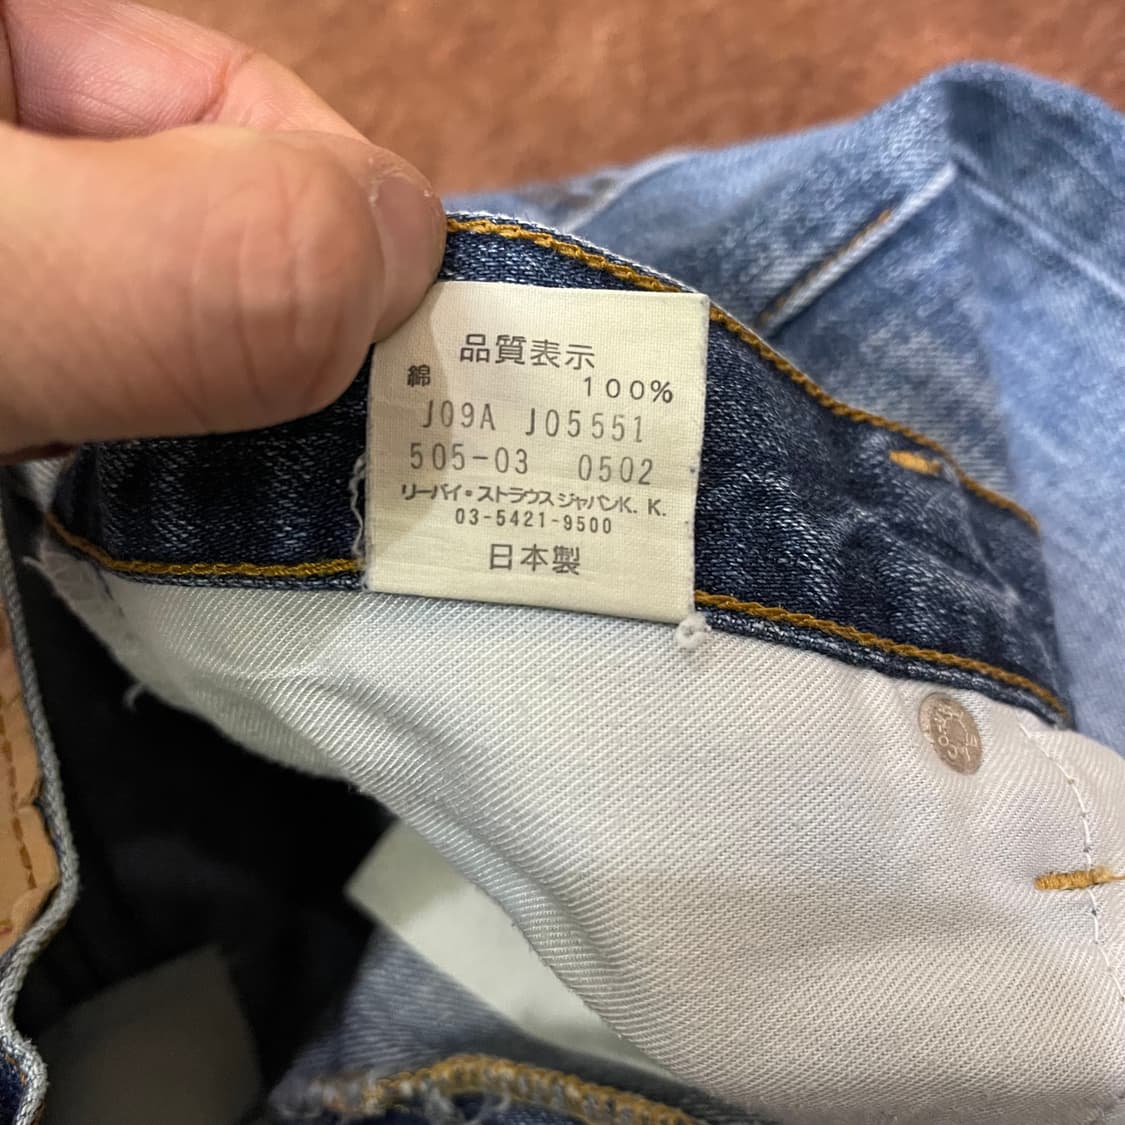 品質表示
綿 100%
J09A J05551
505-03 0502
リーバイ・ストラウス ジャパンK. K.
03-5421-9500
日本製